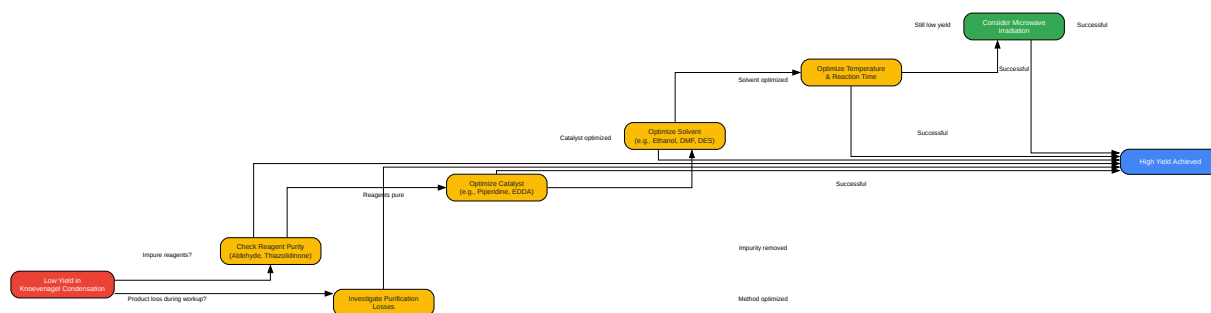 Still low yield
Consider Microwave
Irradiation
Successful
Optimize Temperature
& Reaction Time
Successful
Solvent optimized
Optimize Solvent
(e.g., Ethanol, DMF, DES)
Catalyst optimized
Successful
High Yield Achieved
Optimize Catalyst
(e.g., Piperidine, EDDA)
Reagents pure
Successful
Check Reagent Purity
(Aldehyde, Thiazolidinone)
Impure reagents?
Impurity removed
Low Yield in
Knoevenagel Condensation
Product loss during workup?
Investigate Purification
Losses
Method optimized